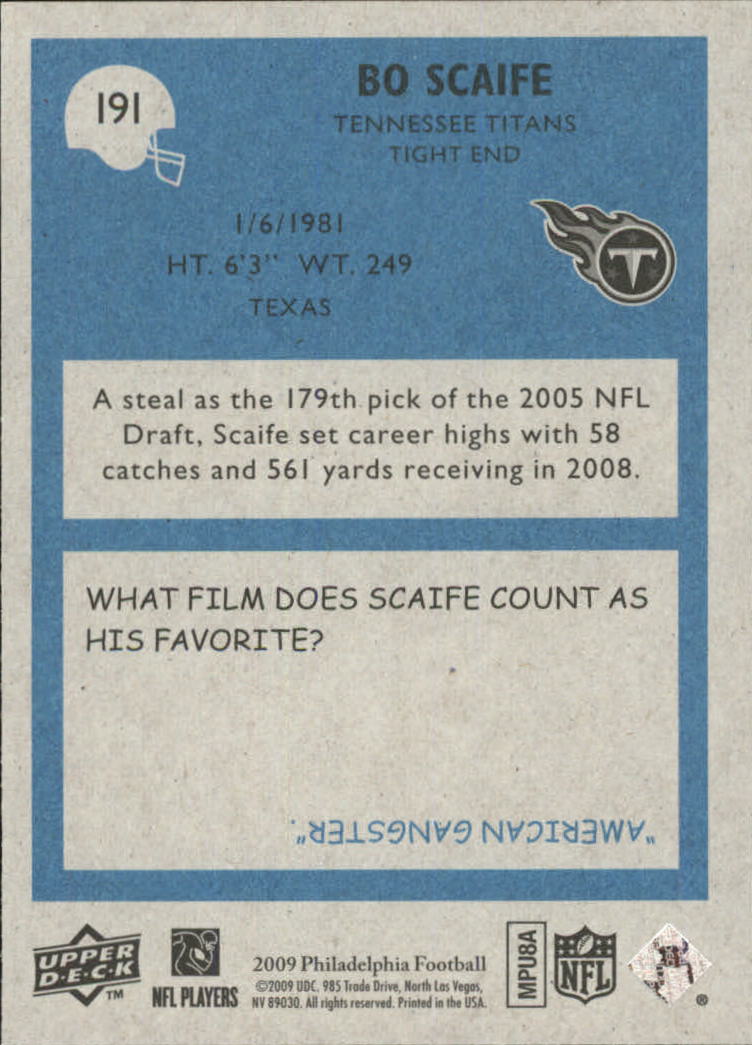 191
BO SCAIFE
TENNESSEE TITANS
TIGHT END
1/6/1981
HT. 6'3" WT. 249
TEXAS
T
A steal as the 179th pick of the 2005 NFL
Draft, Scaife set career highs with 58
catches and 561 yards receiving in 2008.
WHAT FILM DOES SCAIFE COUNT AS
HIS FAVORITE?
"AMERICAN GANGSTER".
UPPER
D·E·C·K
TM
NFL PLAYERS
2009 Philadelphia Football
©2009 UDC, 985 Trade Drive, North Las Vegas,
NV 89030. All rights reserved. Printed in the USA.
MPU8A
NFL
®